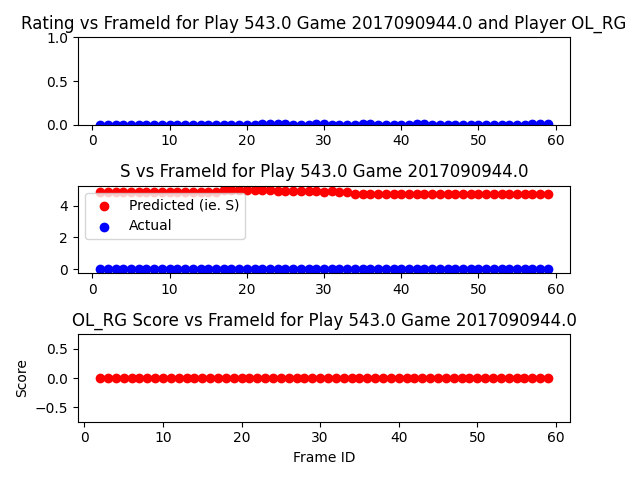 Rating vs FrameId for Play 543.0 Game 2017090944.0 and Player OL_RG
1.0
0.5
0.0
0 10 20 30 40 50 60
S vs FrameId for Play 543.0 Game 2017090944.0
4
2
0
Predicted (ie. S)
Actual
0 10 20 30 40 50 60
OL_RG Score vs FrameId for Play 543.0 Game 2017090944.0
Score
0.5
0.0
−0.5
0 10 20 30 40 50 60
Frame ID